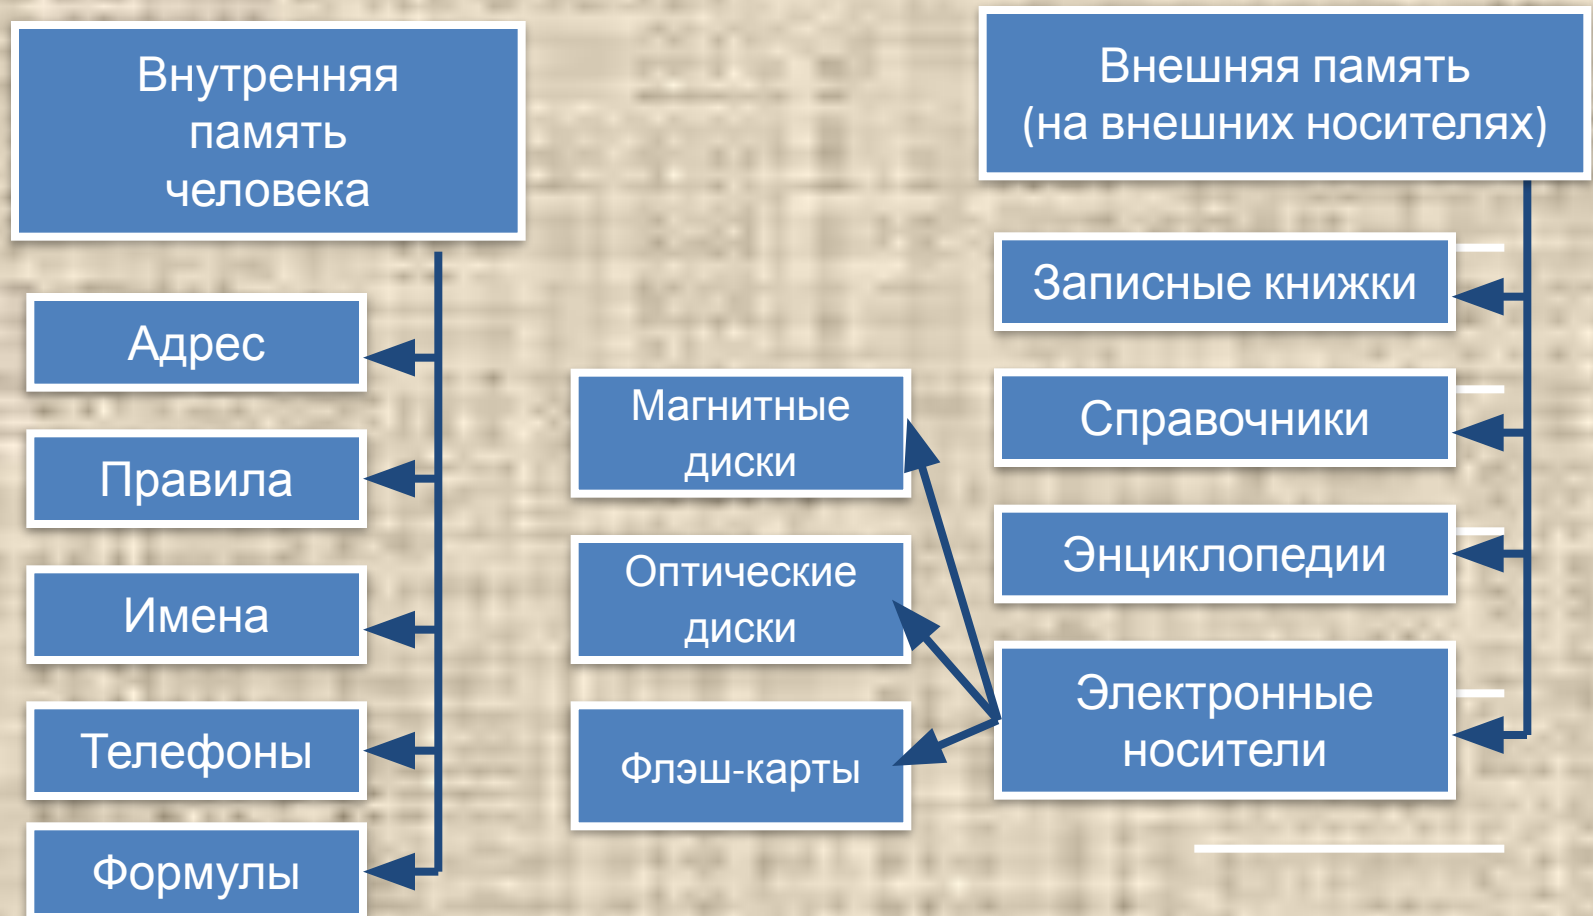 Внутренняя
память
человека
Адрес
Правила
Имена
Телефоны
Формулы
Внешняя память
(на внешних носителях)
Записные книжки
Справочники
Энциклопедии
Электронные
носители
Магнитные
диски
Оптические
диски
Флэш-карты